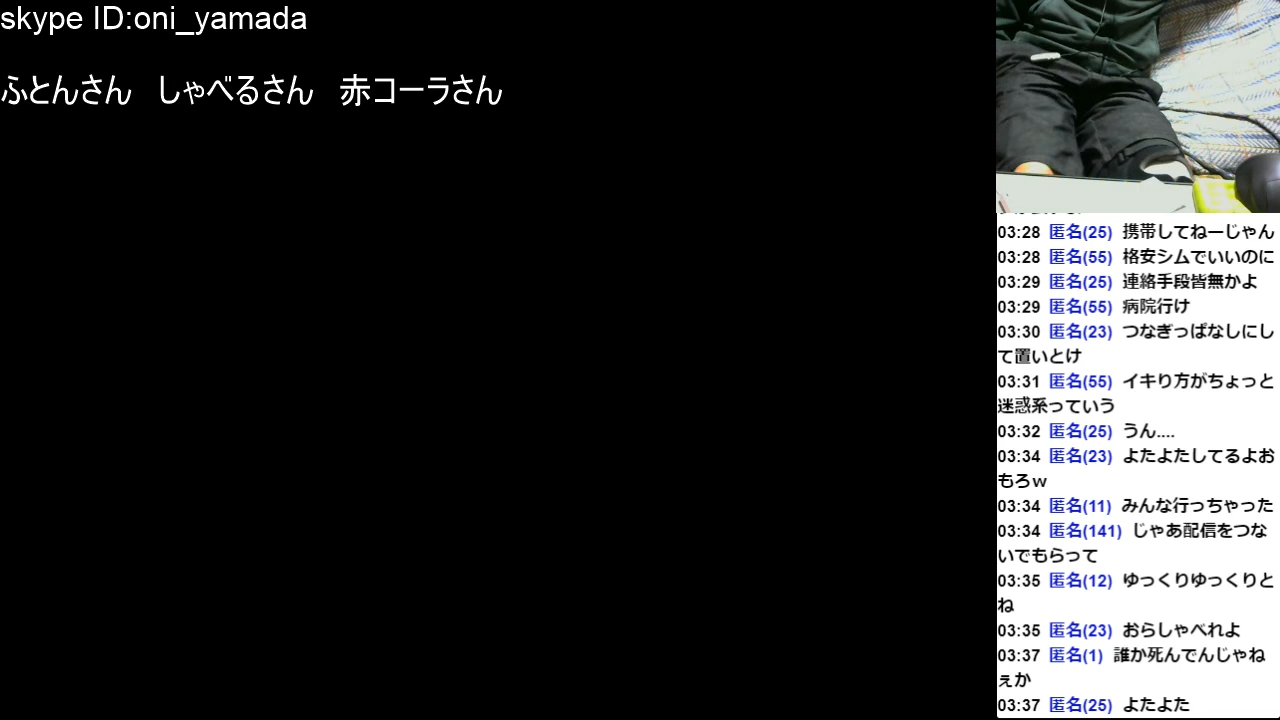 skype ID:oni_yamada
ふとんさん　しゃべるさん　赤コーラさん
03:28 匿名(25) 携帯してねーじゃん
03:28 匿名(55) 格安シムでいいのに
03:29 匿名(25) 連絡手段皆無かよ
03:29 匿名(55) 病院行け
03:30 匿名(23) つなぎっぱなしにし
て置いとけ
03:31 匿名(55) イキり方がちょっと
迷惑系っていう
03:32 匿名(25) うん....
03:34 匿名(23) よたよたしてるよお
もろｗ
03:34 匿名(11) みんな行っちゃった
03:34 匿名(141) じゃあ配信をつな
いでもらって
03:35 匿名(12) ゆっくりゆっくりと
ね
03:35 匿名(23) おらしゃべれよ
03:37 匿名(1) 誰か死んでんじゃね
ぇか
03:37 匿名(25) よたよた